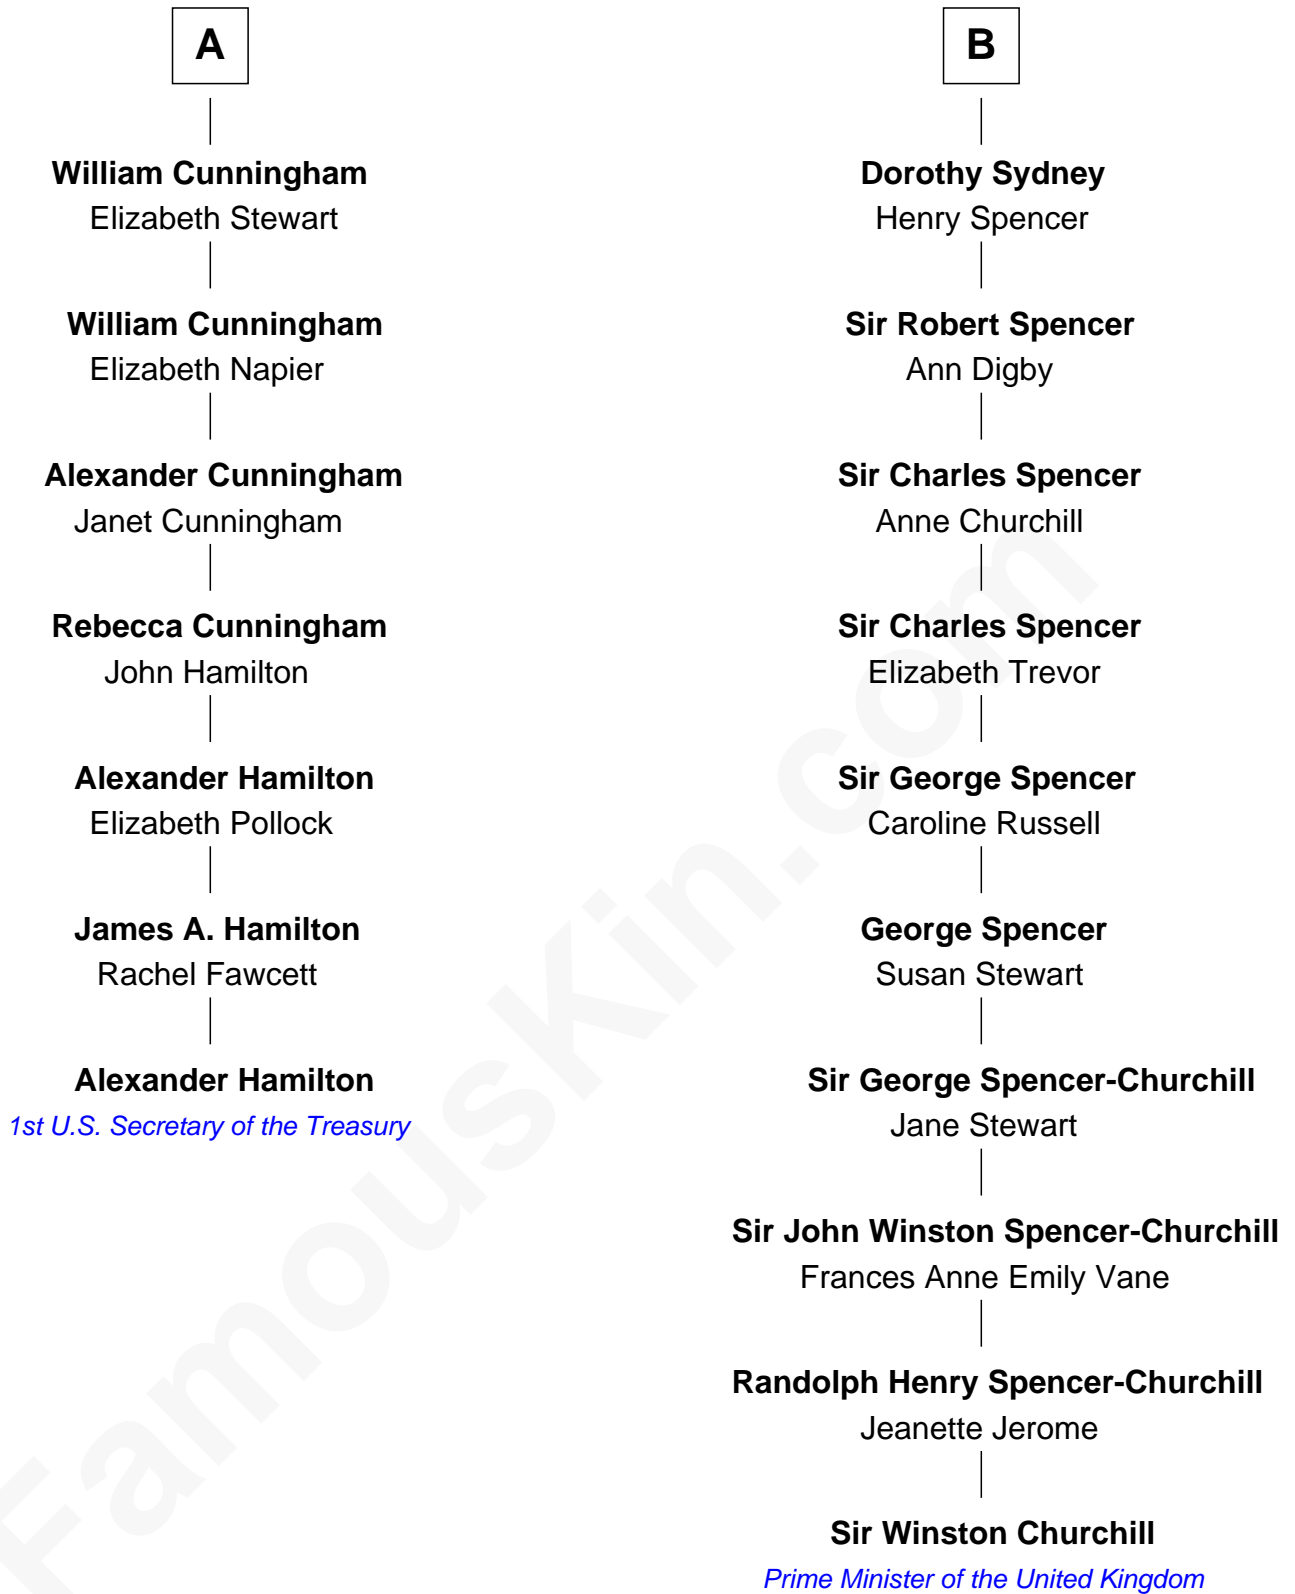 A
William Cunningham
Elizabeth Stewart
William Cunningham
Elizabeth Napier
Alexander Cunningham
Janet Cunningham
Rebecca Cunningham
John Hamilton
Alexander Hamilton
Elizabeth Pollock
James A. Hamilton
Rachel Fawcett
Alexander Hamilton
1st U.S. Secretary of the Treasury
B
Dorothy Sydney
Henry Spencer
Sir Robert Spencer
Ann Digby
Sir Charles Spencer
Anne Churchill
Sir Charles Spencer
Elizabeth Trevor
Sir George Spencer
Caroline Russell
George Spencer
Susan Stewart
Sir George Spencer-Churchill
Jane Stewart
Sir John Winston Spencer-Churchill
Frances Anne Emily Vane
Randolph Henry Spencer-Churchill
Jeanette Jerome
Sir Winston Churchill
Prime Minister of the United Kingdom
FamousKin.com